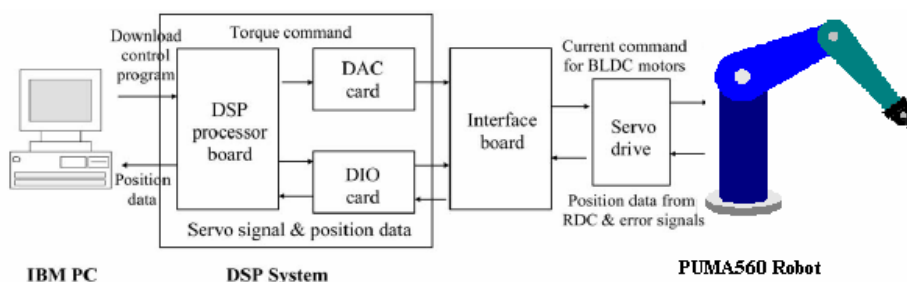 Download
control
program
Position
data
IBM PC
Torque command
DSP
processor
board
DAC
card
DIO
card
Servo signal & position data
DSP System
Interface
board
Current command
for BLDC motors
Servo
drive
Position data from
RDC & error signals
PUMA560 Robot